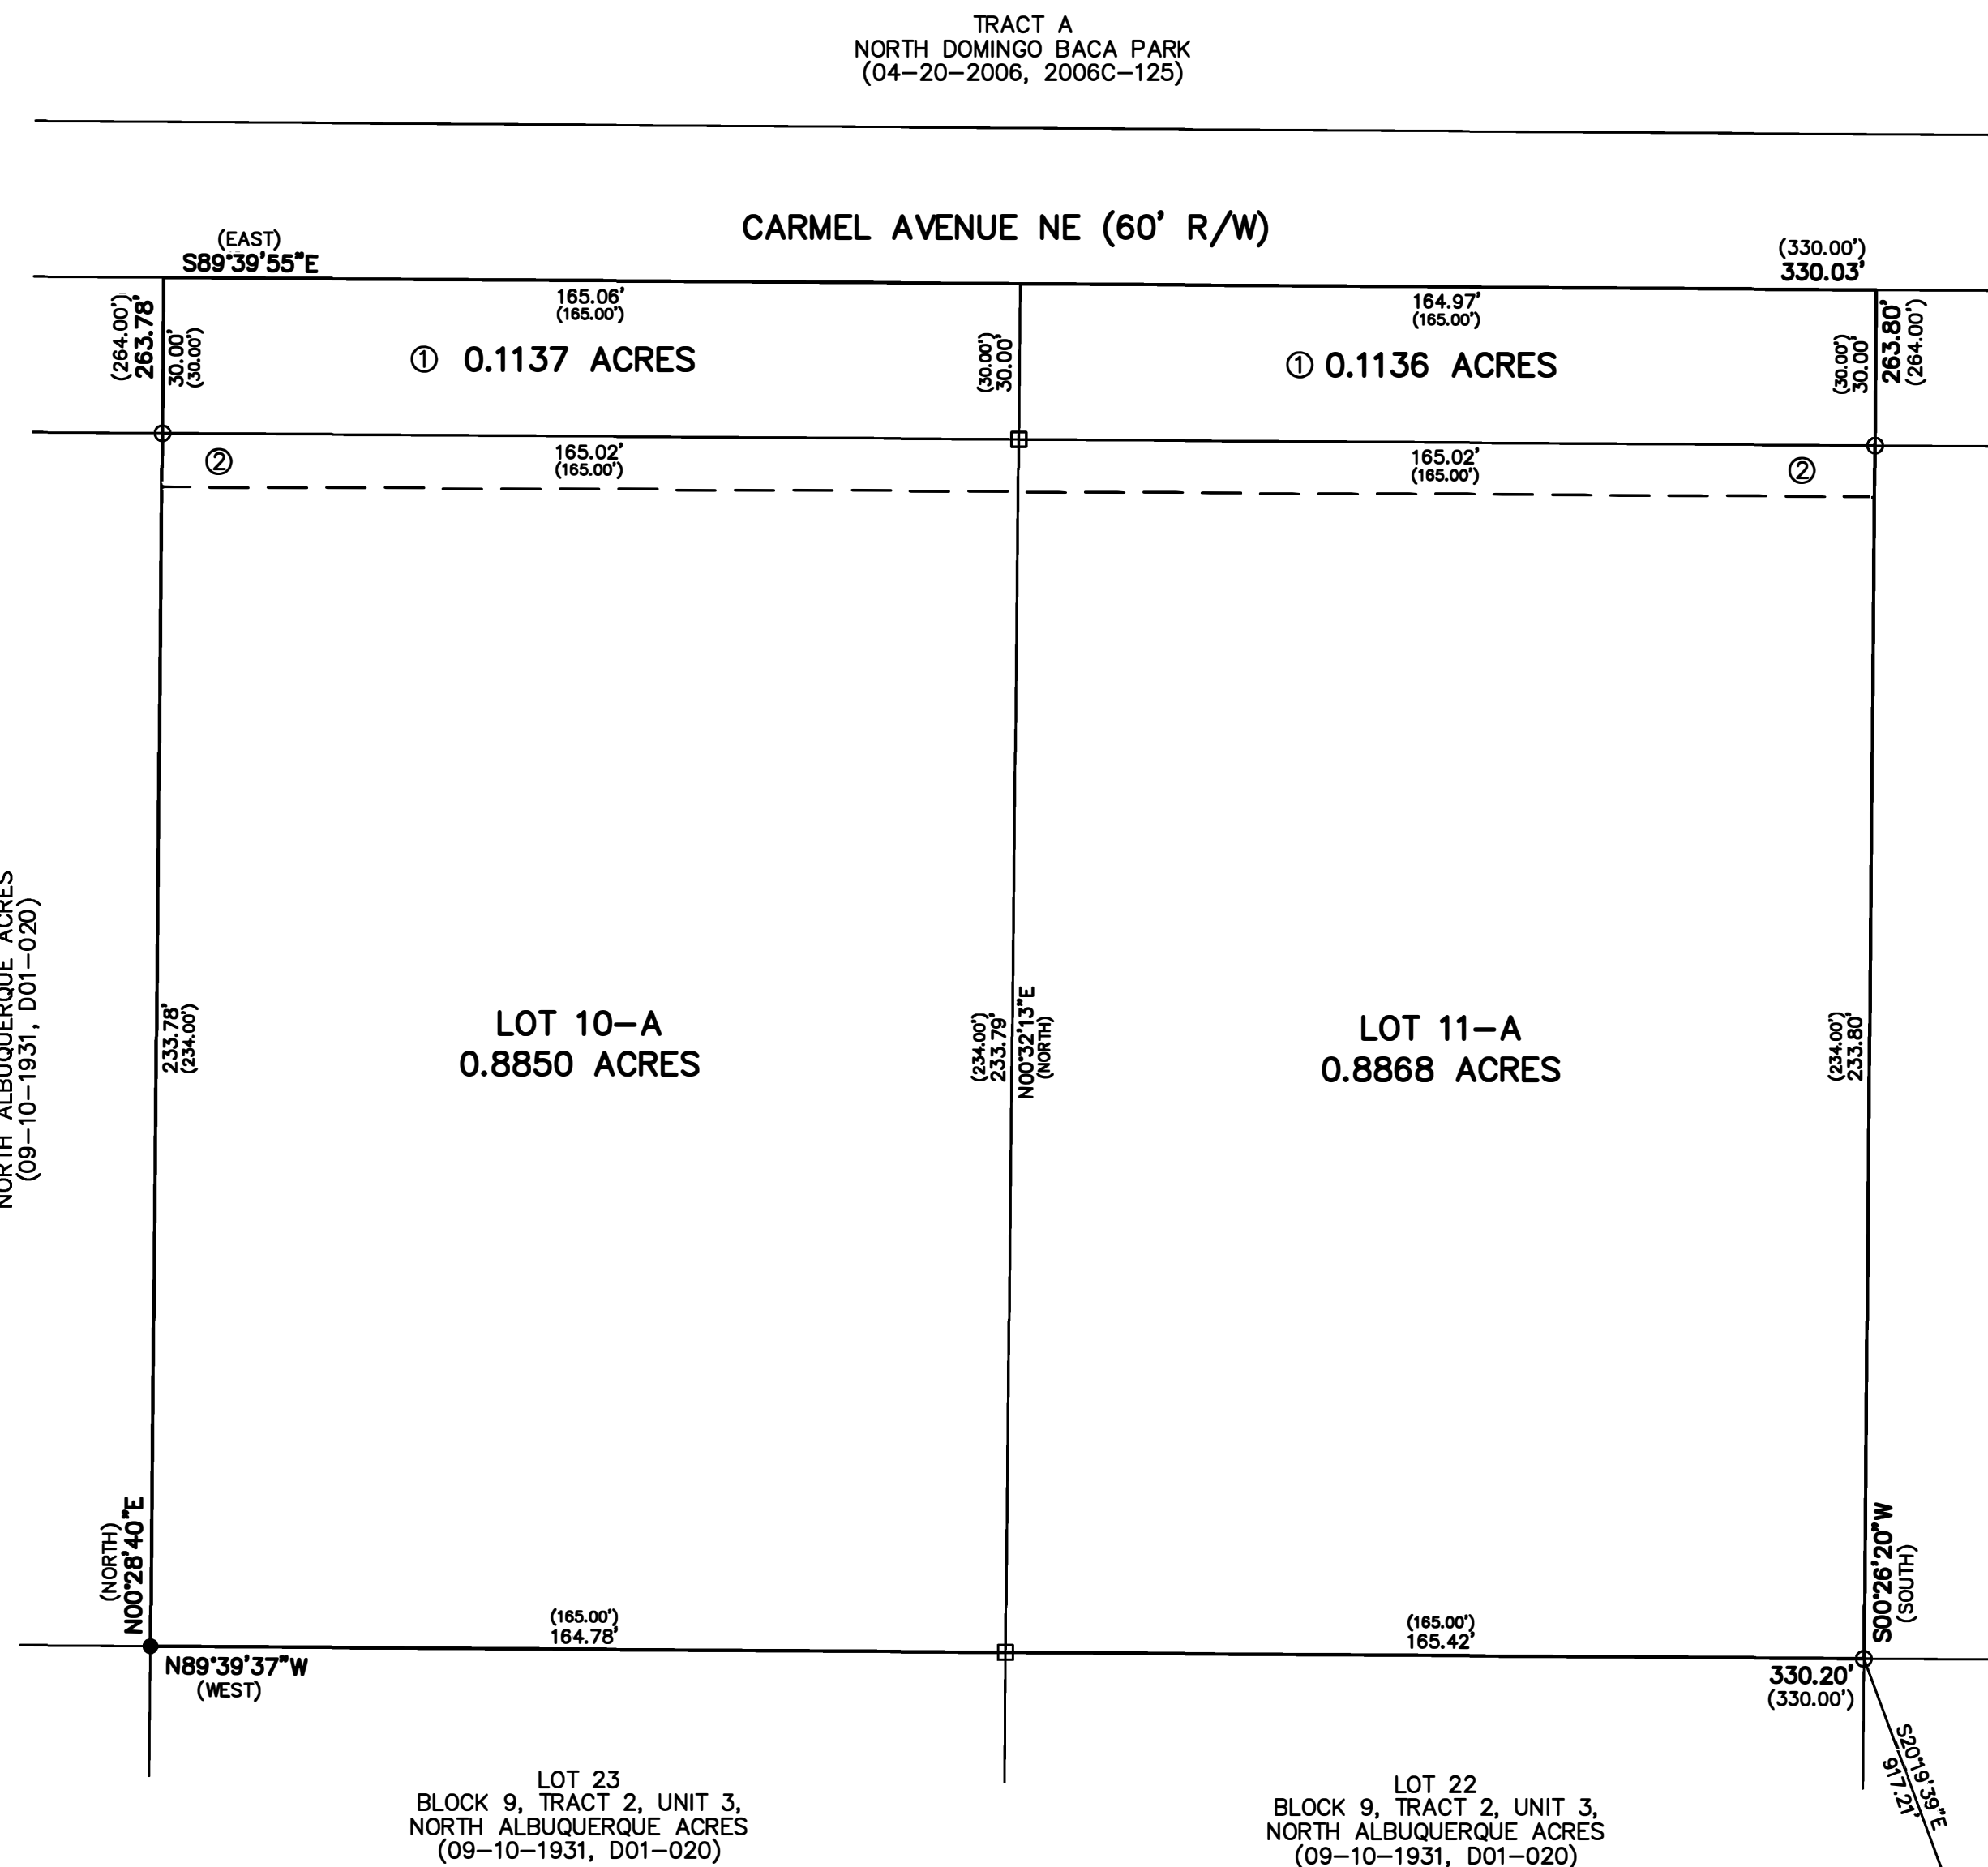 TRACT A
NORTH DOMINGO BACA PARK
(04-20-2006, 2006C-125)
CARMEL AVENUE NE (60' R/W)
(EAST)
S89°39'55"E
(330.00')
330.03'
165.06'
(165.00')
164.97'
(165.00')
(264.00')
263.78'
30.00'
(30.00')
① 0.1137 ACRES
(30.00')
30.00'
① 0.1136 ACRES
(30.00')
30.00'
263.80'
(264.00')
②
165.02'
(165.00')
165.02'
(165.00')
②
NORTH ALBUQUERQUE ACRES
(09-10-1931, D01-020)
233.78'
(234.00')
LOT 10-A
0.8850 ACRES
(234.00')
233.79'
N00°32'13"E
(NORTH)
LOT 11-A
0.8868 ACRES
(234.00')
233.80'
(NORTH)
N00°28'40"E
S00°26'20"W
(SOUTH)
(165.00')
164.78'
(165.00')
165.42'
N89°39'37"W
(WEST)
330.20'
(330.00')
S20°19'39"E
917.21'
LOT 23
BLOCK 9, TRACT 2, UNIT 3,
NORTH ALBUQUERQUE ACRES
(09-10-1931, D01-020)
LOT 22
BLOCK 9, TRACT 2, UNIT 3,
NORTH ALBUQUERQUE ACRES
(09-10-1931, D01-020)